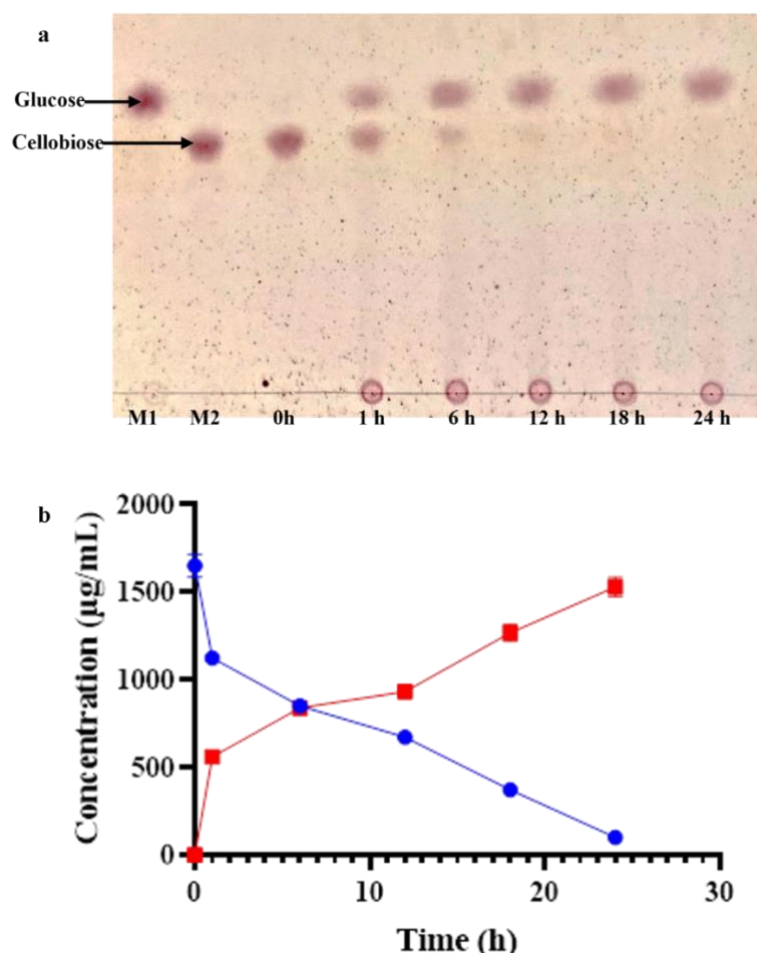 a
Glucose
Cellobiose
M1 M2 0h 1 h 6 h 12 h 18 h 24 h
b
Concentration (µg/mL)
2000
1500
1000
500
0
0 10 20 30
Time (h)